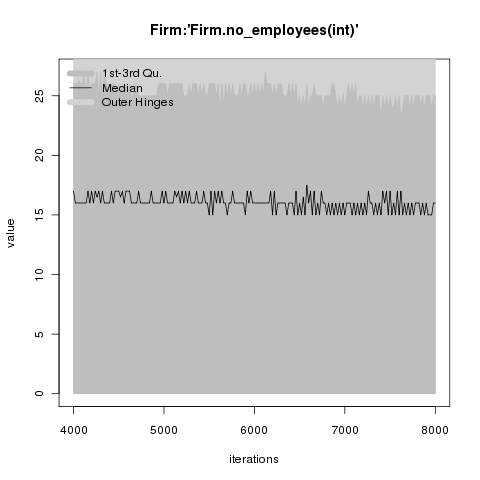 Firm:'Firm.no_employees(int)'
1st-3rd Qu.
Median
Outer Hinges
25
20
15
10
5
0
value
4000 5000 6000 7000 8000
iterations